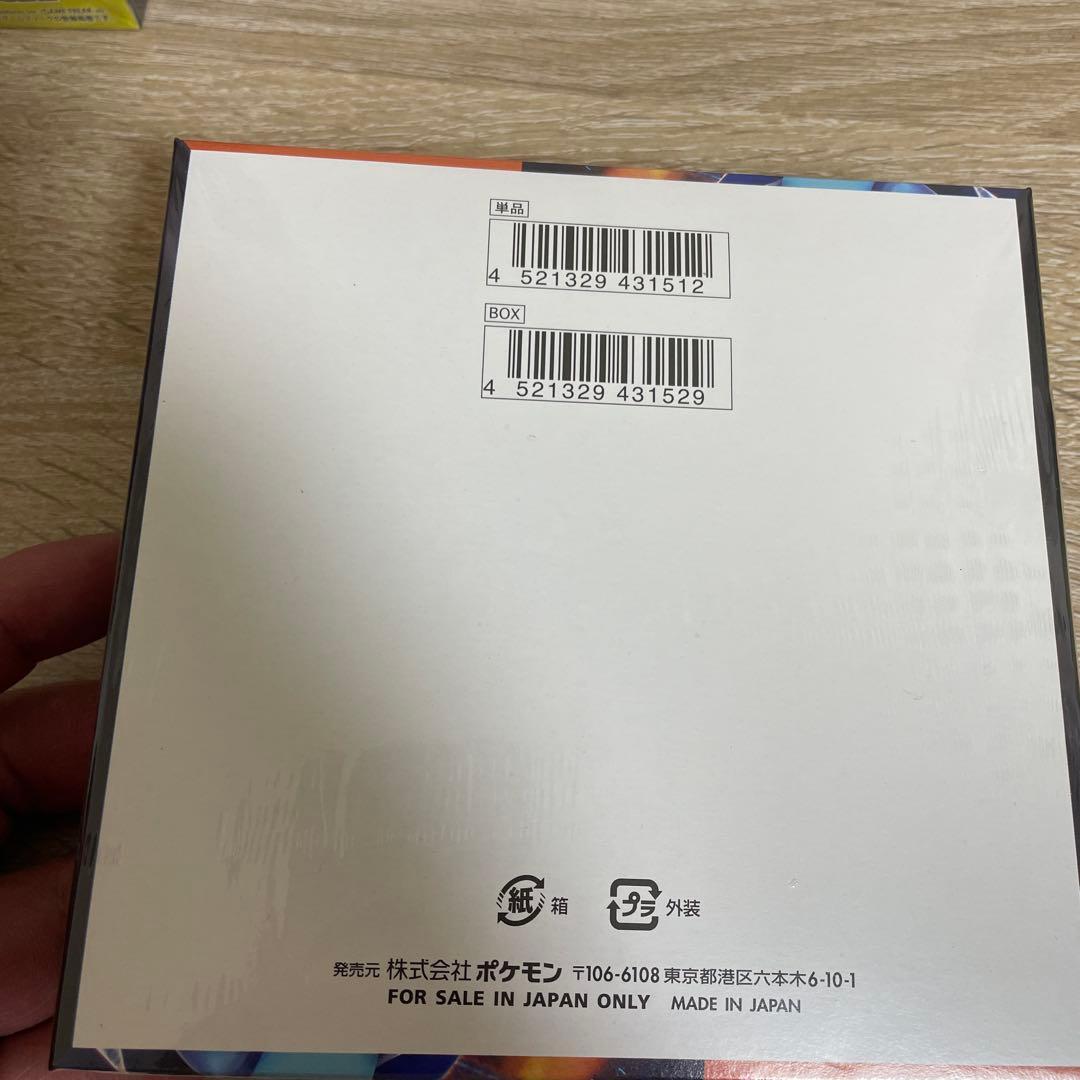 単品
4 521329 431512
BOX
4 521329 431529
紙 箱 プラ 外装
発売元 株式会社ポケモン 〒106-6108 東京都港区六本木6-10-1
FOR SALE IN JAPAN ONLY MADE IN JAPAN